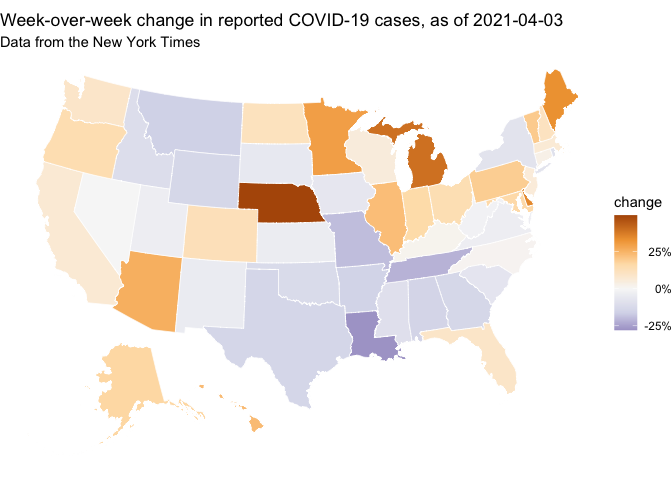 Week-over-week change in reported COVID-19 cases, as of 2021-04-03
Data from the New York Times
change
25%
0%
-25%